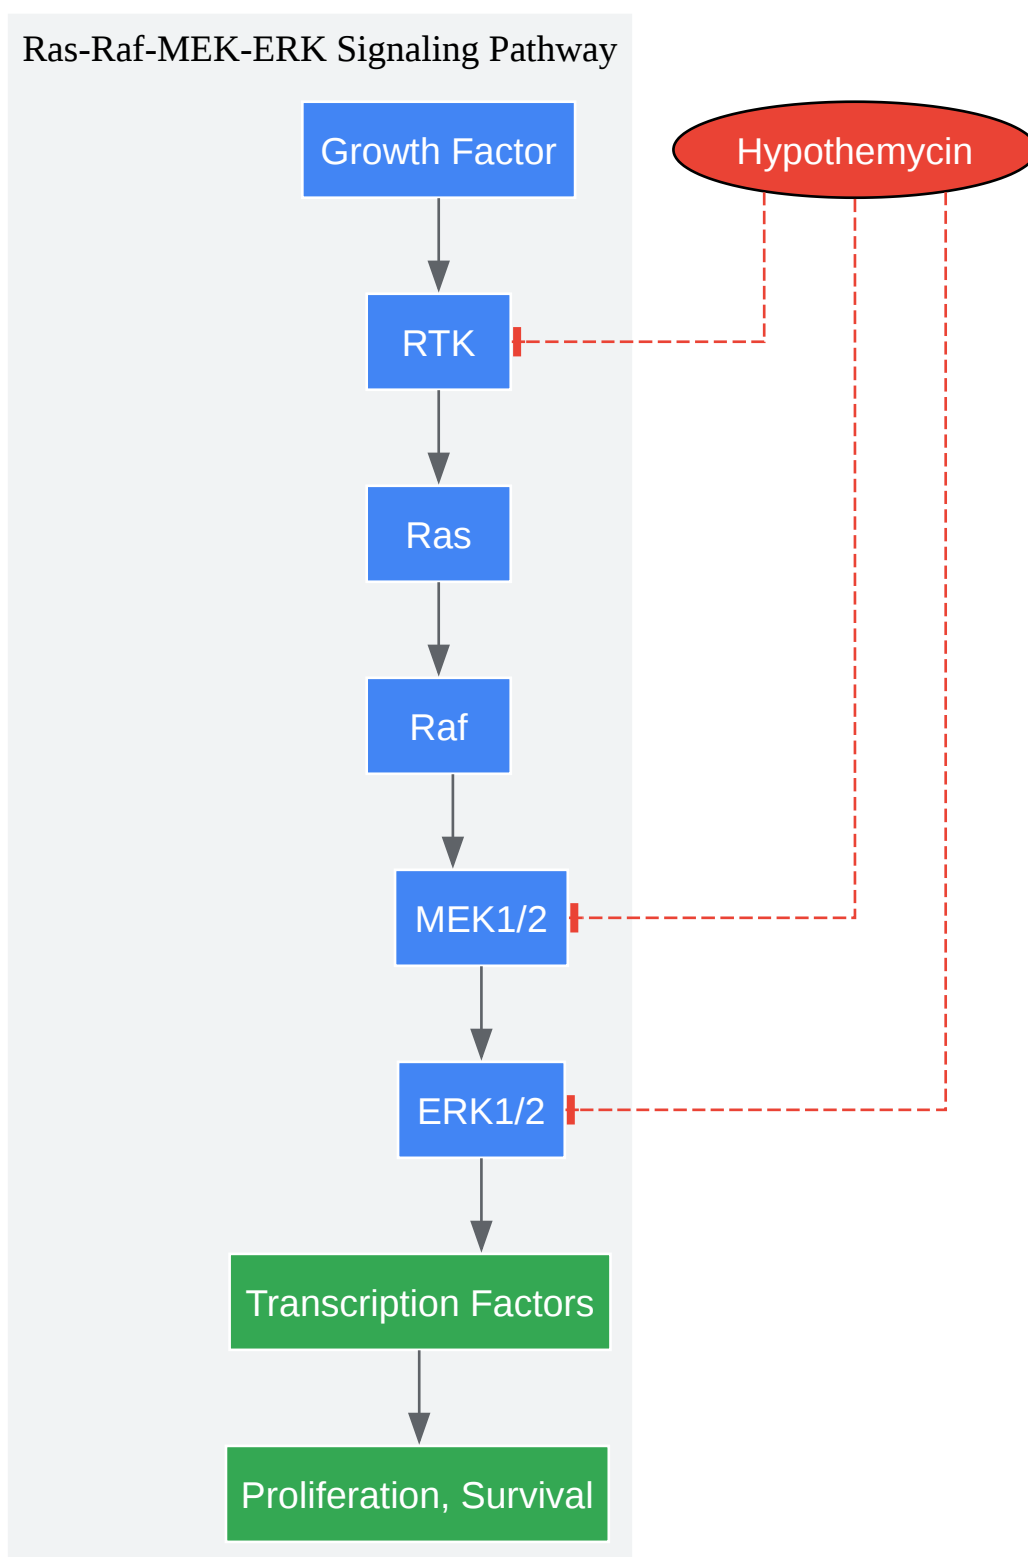 Ras-Raf-MEK-ERK Signaling Pathway
Growth Factor
Hypothemycin
RTK
Ras
Raf
MEK1/2
ERK1/2
Transcription Factors
Proliferation, Survival